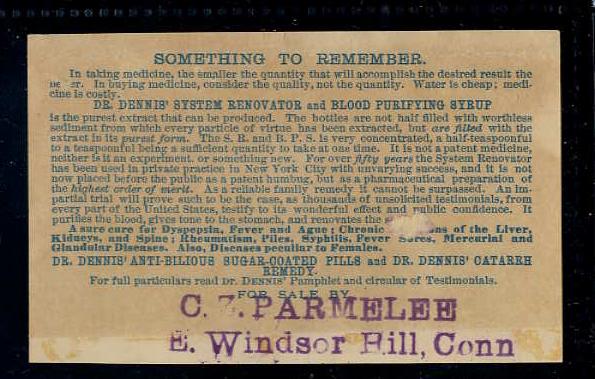 SOMETHING TO REMEMBER.
In taking medicine, the smaller the quantity that will accomplish the desired result the
In buying medicine, consider the quality, not the quantity. Water is cheap; medi-
cine is costly.
DR. DENNIS' SYSTEM RENOVATOR and BLOOD PURIFYING SYRUP
is the purest extract that can be produced. The bottles are not half filled with worthless
sediment from which every particle of virtue has been extracted, but are filled with the
extract in its purest form. The S. R. and B. P. S. is very concentrated, a half-teaspoonful
to a teaspoonful being a sufficient quantity to take at one time. It is not a patent medicine,
neither is it an experiment, or something new. For over fifty years the System Renovator
has been used in private practice in New York City with unvarying success, and it is not
now placed before the public as a patent humbug, but as a pharmaceutical preparation of
the highest order of merit. As a reliable family remedy it cannot be surpassed. An im-
partial trial will prove such to be the case, as thousands of unsolicited testimonials, from
every part of the United States, testify to its wonderful effect and public confidence. It
purifies the blood, gives tone to the stomach, and renovates the
A sure cure for Dyspepsia, Fever and Ague; Chronic of the Liver,
Kidneys, and Spine; Rheumatism, Piles, Syphilis, Fever Sores, Mercurial and
Glandular Diseases. Also, Diseases peculiar to Females.
DR. DENNIS' ANTI-BILIOUS SUGAR-COATED PILLS and DR. DENNIS' CATARRH
REMEDY.
For full particulars read DR. DENNIS' Pamphlet and circular of Testimonials.
FOR SALE BY
PARMELEE
E. Windsor Hill, Conn